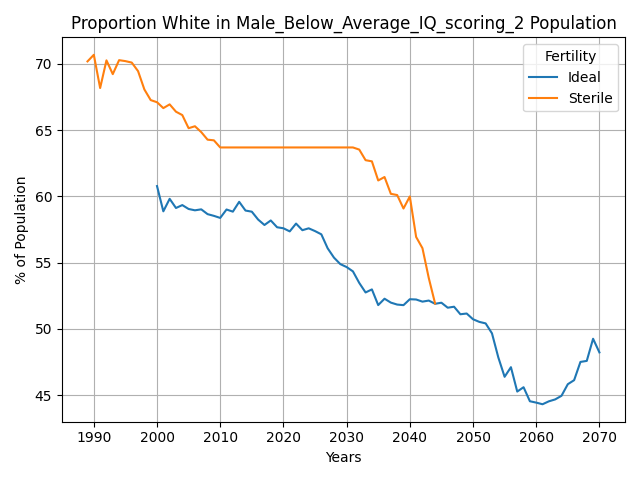 Proportion White in Male_Below_Average_IQ_scoring_2 Population
Fertility
Ideal
Sterile
% of Population
70
65
60
55
50
45
1990 2000 2010 2020 2030 2040 2050 2060 2070
Years